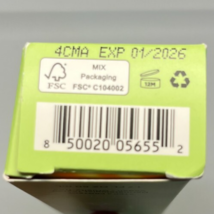 4CMA EXP 01/2026
MIX
Packaging
FSC FSC® C104002
12M
8 50020 05655 2